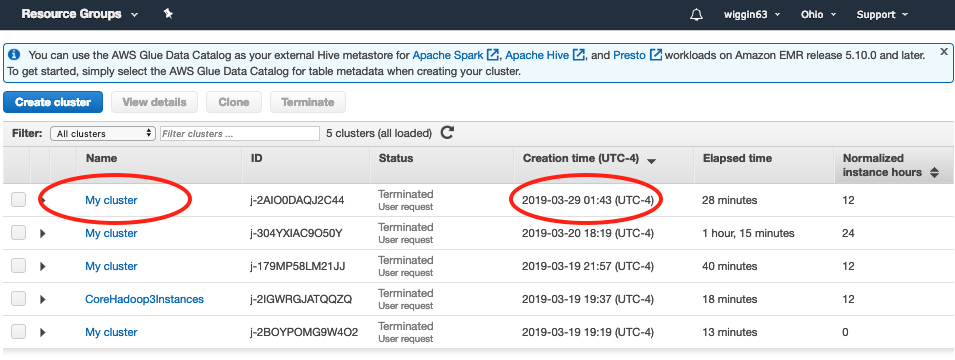 Resource Groups wiggin63 Ohio Support
You can use the AWS Glue Data Catalog as your external Hive metastore for Apache Spark, Apache Hive, and Presto workloads on Amazon EMR release 5.10.0 and later.
To get started, simply select the AWS Glue Data Catalog for table metadata when creating your cluster.
Create cluster View details Clone Terminate
Filter: All clusters Filter clusters ... 5 clusters (all loaded)
Name ID Status Creation time (UTC-4) Elapsed time Normalized instance hours
My cluster j-2AIO0DAQJ2C44 Terminated User request 2019-03-29 01:43 (UTC-4) 28 minutes 12
My cluster j-304YXIAC9O50Y Terminated User request 2019-03-20 18:19 (UTC-4) 1 hour, 15 minutes 24
My cluster j-179MP58LM21JJ Terminated User request 2019-03-19 21:57 (UTC-4) 40 minutes 12
CoreHadoop3Instances j-2IGWRGJATQQZQ Terminated User request 2019-03-19 19:37 (UTC-4) 18 minutes 12
My cluster j-2BOYPOMG9W4O2 Terminated User request 2019-03-19 19:19 (UTC-4) 13 minutes 0